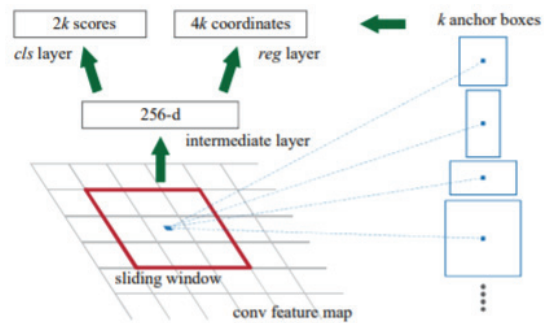 2k scores
4k coordinates
k anchor boxes
cls layer
reg layer
256-d
intermediate layer
sliding window
conv feature map